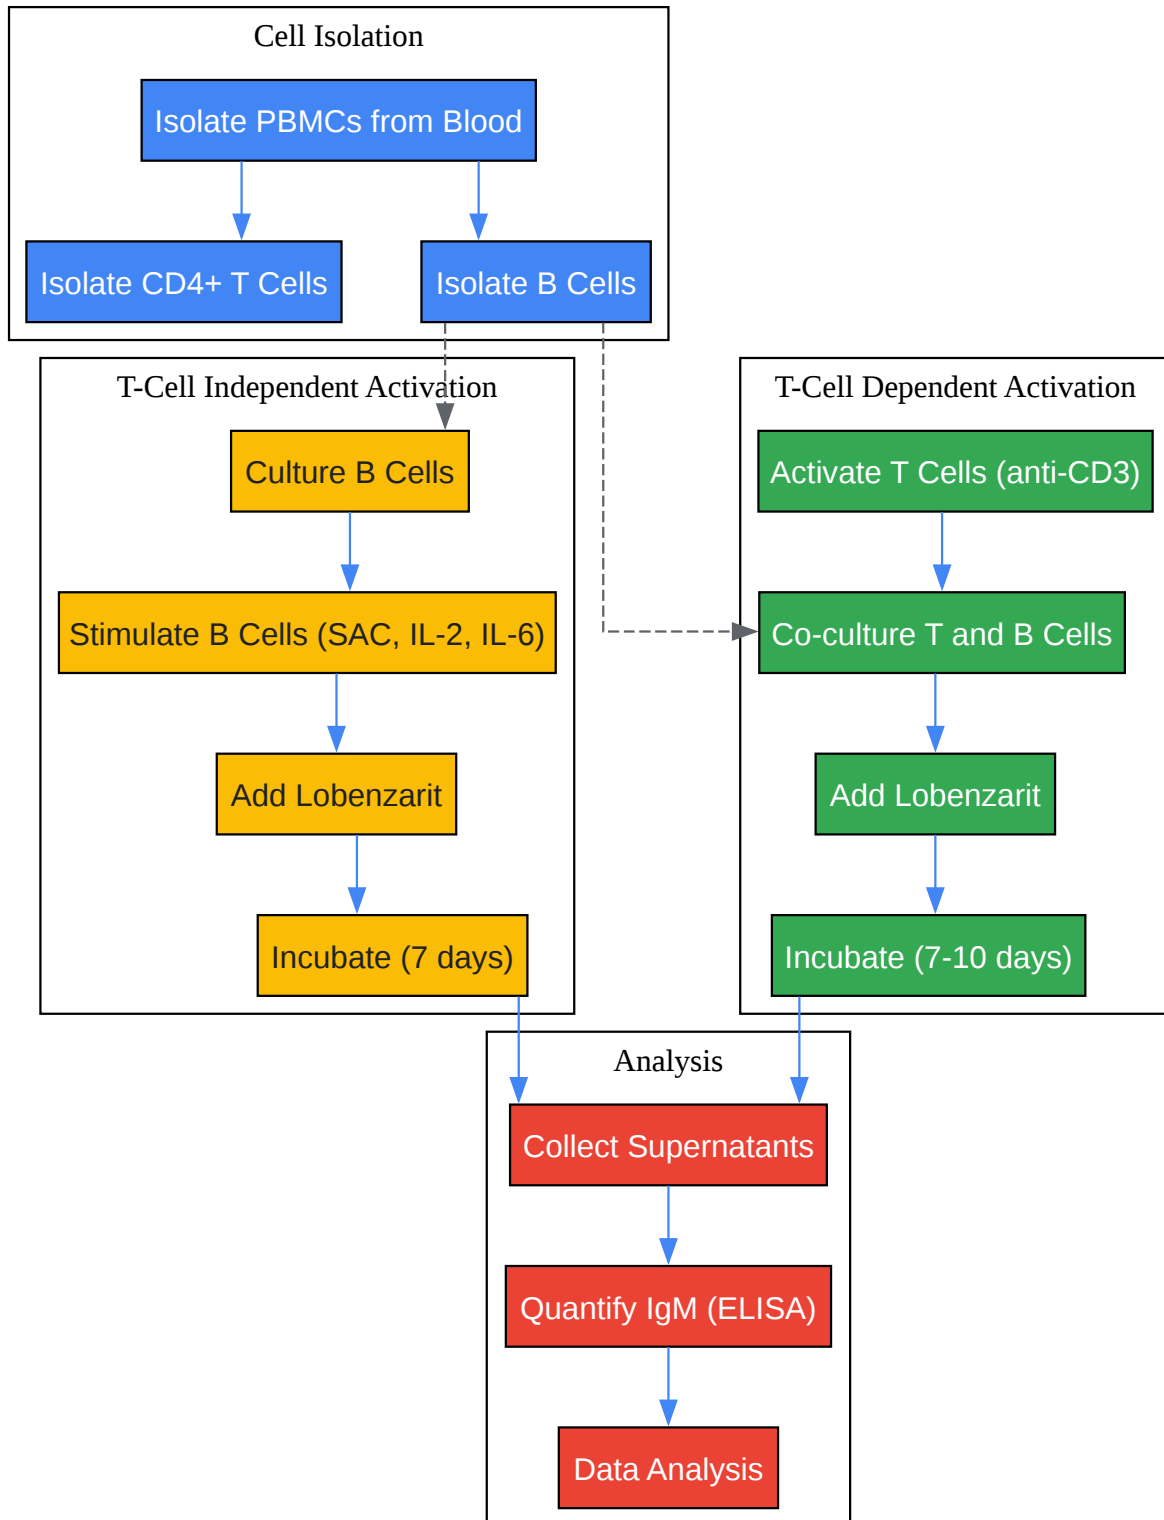 Cell Isolation
Isolate PBMCs from Blood
Isolate CD4+ T Cells
Isolate B Cells
T-Cell Independent Activation
Culture B Cells
Stimulate B Cells (SAC, IL-2, IL-6)
Add Lobenzarit
Incubate (7 days)
T-Cell Dependent Activation
Activate T Cells (anti-CD3)
Co-culture T and B Cells
Add Lobenzarit
Incubate (7-10 days)
Analysis
Collect Supernatants
Quantify IgM (ELISA)
Data Analysis